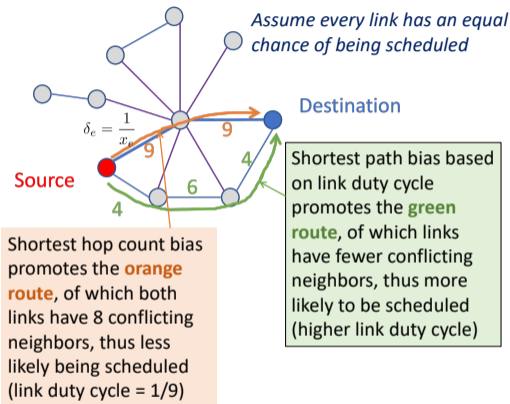 Assume every link has an equal
chance of being scheduled
Destination
δₑ = 1/xₑ
9
9
Source
4
6
4
Shortest path bias based
on link duty cycle
promotes the green
route, of which links
have fewer conflicting
neighbors, thus more
likely to be scheduled
(higher link duty cycle)
Shortest hop count bias
promotes the orange
route, of which both
links have 8 conflicting
neighbors, thus less
likely being scheduled
(link duty cycle = 1/9)